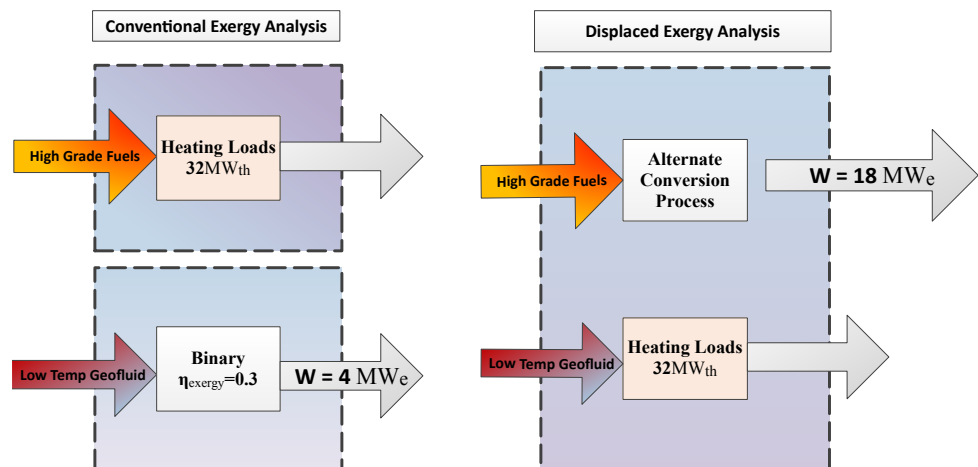 Conventional Exergy Analysis
High Grade Fuels
Heating Loads
32MWth
Low Temp Geofluid
Binary
ηexergy=0.3
W = 4 MWe
Displaced Exergy Analysis
High Grade Fuels
Alternate
Conversion
Process
W = 18 MWe
Low Temp Geofluid
Heating Loads
32MWth